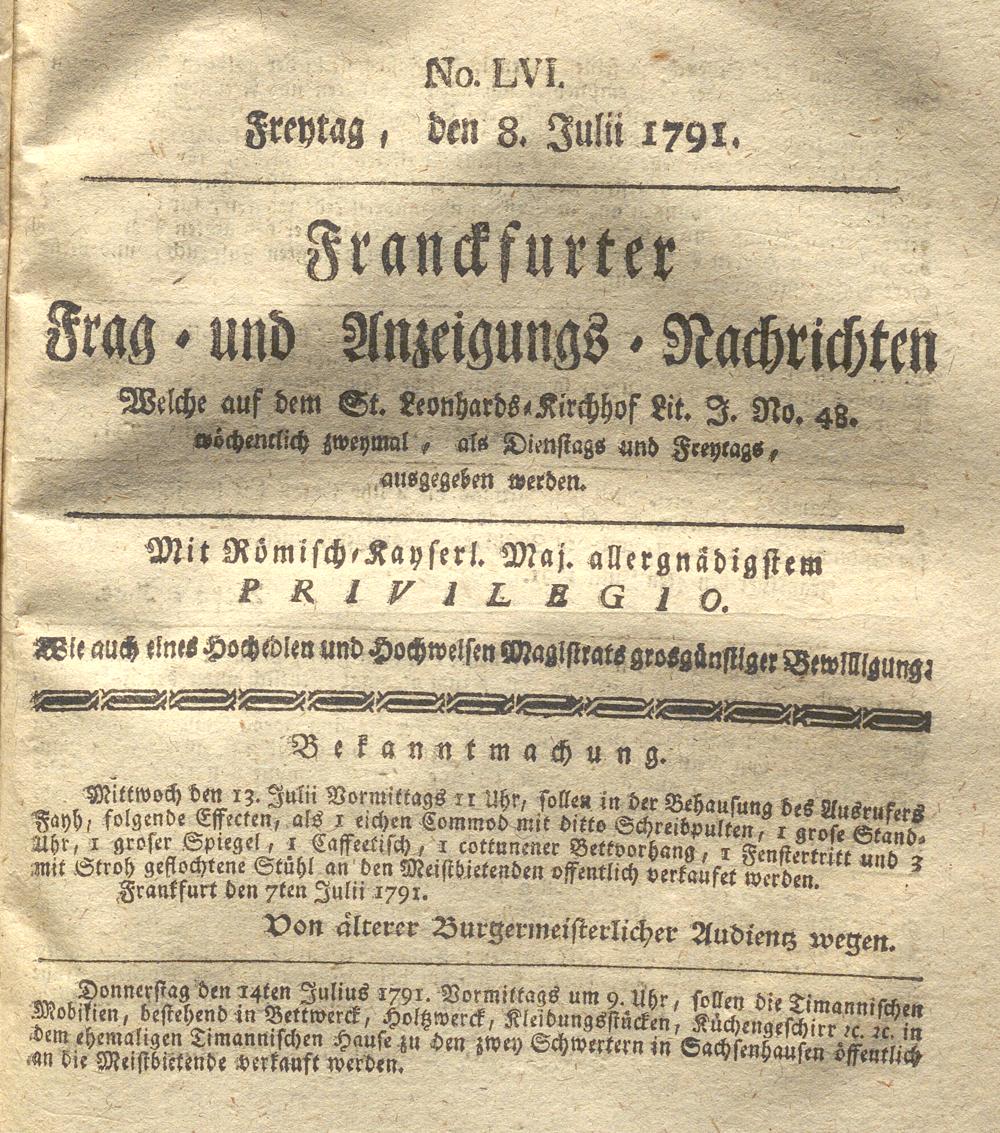 No. LVI.
Freytag, den 8. Julii 1791.
Franckfurter
Frag- und Anzeigungs-Nachrichten
Welche auf dem St. Leonhards-Kirchhof Lit. J. No. 48.
wöchentlich zweymal, als Dienstags und Freytags,
ausgegeben werden.
Mit Römisch-Kayserl. Maj. allergnädigstem
PRIVILEGIO.
Wie auch eines Hochedlen und Hochweisen Magistrats grosgünstiger Bewilligung.
Bekanntmachung.
Mittwoch den 13. Julii Vormittags 11 Uhr, sollen in der Behausung des Ausrufers
Fayh, folgende Effecten, als 1 eichen Commod mit ditto Schreibpulten, 1 grose Stand-
Uhr, 1 groser Spiegel, 1 Caffeetisch, 1 cottunener Bettvorhang, 1 Fenstertritt und 3
mit Stroh geflochtene Stühl an den Meistbietenden offentlich verkaufet werden.
Frankfurt den 7ten Julii 1791.
Von älterer Burgermeisterlicher Audientz wegen.
Donnerstag den 14ten Julius 1791. Vormittags um 9. Uhr, sollen die Timannischen
Mobilien, bestehend in Bettwerck, Holtzwerck, Kleidungsstücken, Küchengeschirr ꝛc. ꝛc. in
dem ehemaligen Timannischen Hause zu den zwey Schwertern in Sachsenhausen öffentlich
an die Meistbietende verkauft werden.